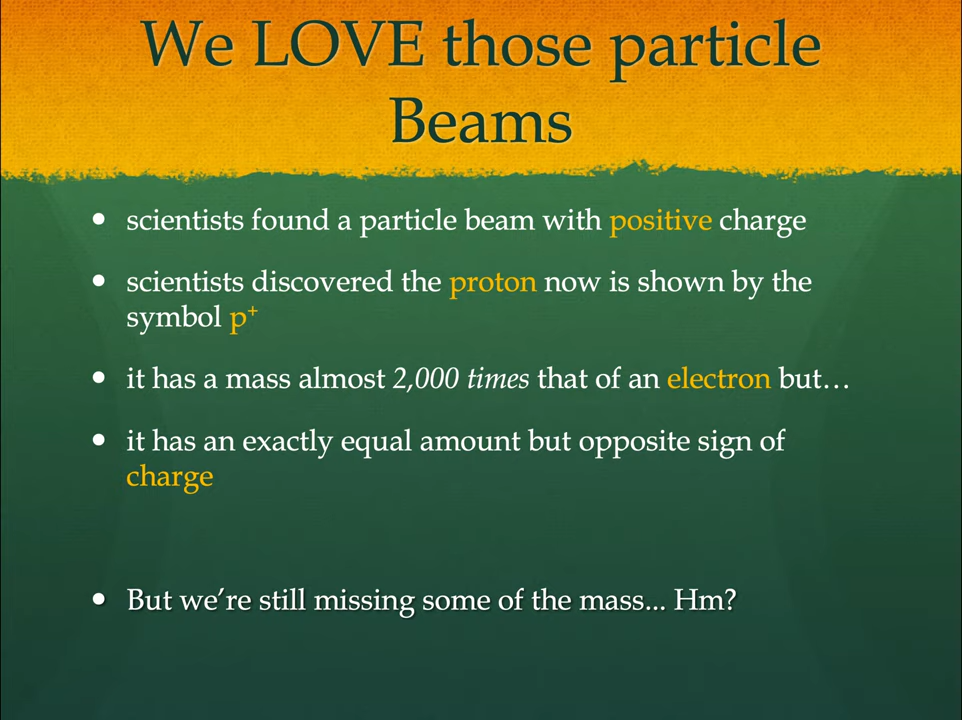 We LOVE those particle
Beams
• scientists found a particle beam with positive charge
• scientists discovered the proton now is shown by the
symbol p⁺
• it has a mass almost 2,000 times that of an electron but…
• it has an exactly equal amount but opposite sign of
charge
• But we’re still missing some of the mass... Hm?